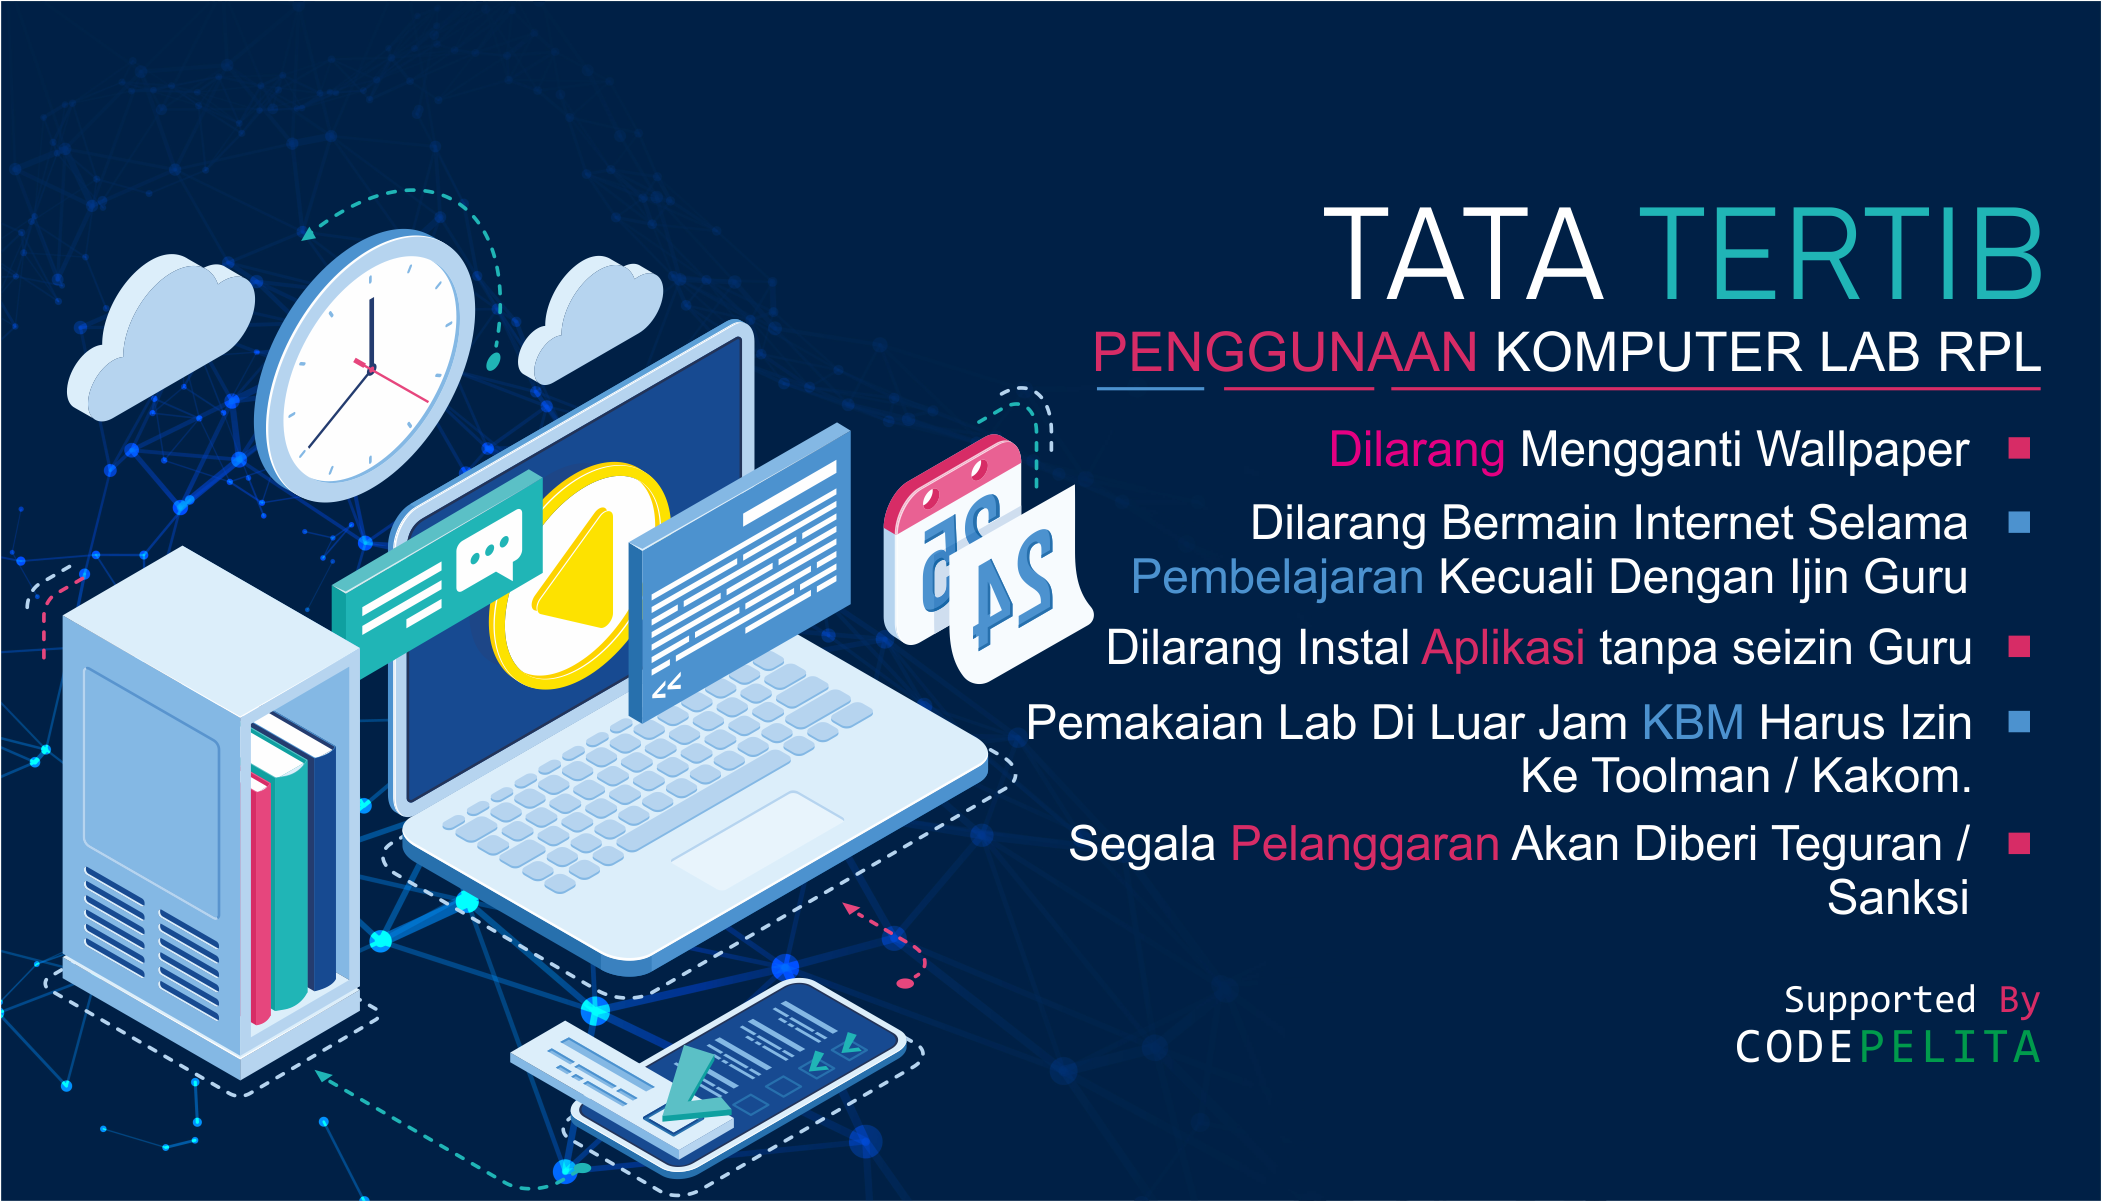 TATA TERTIB
PENGGUNAAN KOMPUTER LAB RPL
Dilarang Mengganti Wallpaper
Dilarang Bermain Internet Selama
Pembelajaran Kecuali Dengan Ijin Guru
Dilarang Instal Aplikasi tanpa seizin Guru
Pemakaian Lab Di Luar Jam KBM Harus Izin
Ke Toolman / Kakom.
Segala Pelanggaran Akan Diberi Teguran /
Sanksi
Supported By
CODEPELITA
25
24